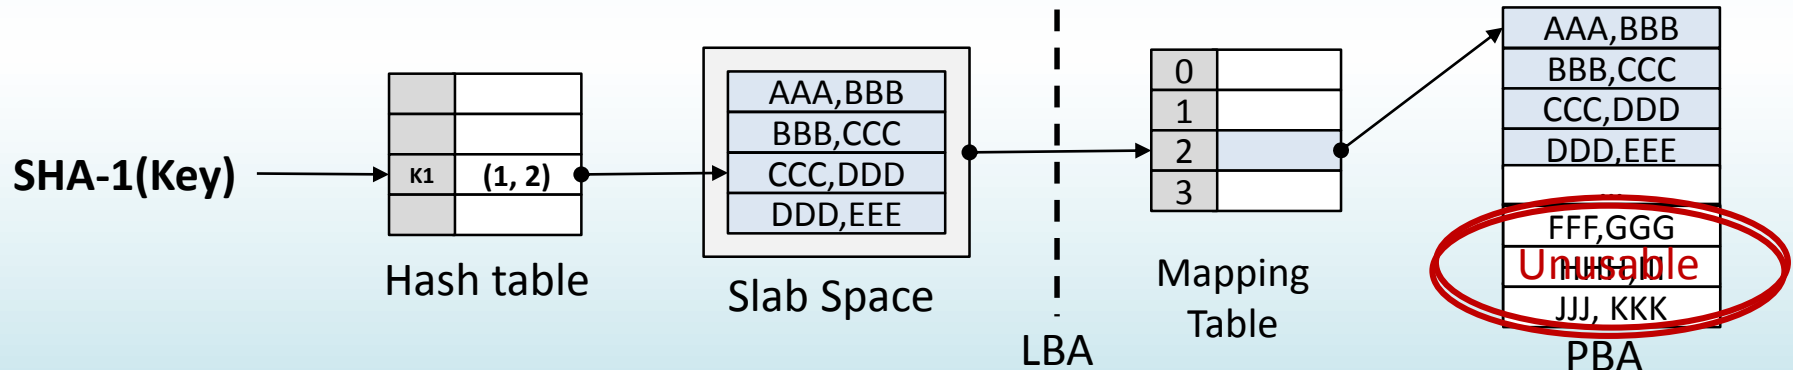 SHA-1(Key)
K1
(1, 2)
Hash table
AAA,BBB
BBB,CCC
CCC,DDD
DDD,EEE
Slab Space
LBA
0
1
2
3
Mapping
Table
AAA,BBB
BBB,CCC
CCC,DDD
DDD,EEE
...
FFF,GGG
Unusable
JJJ, KKK
PBA